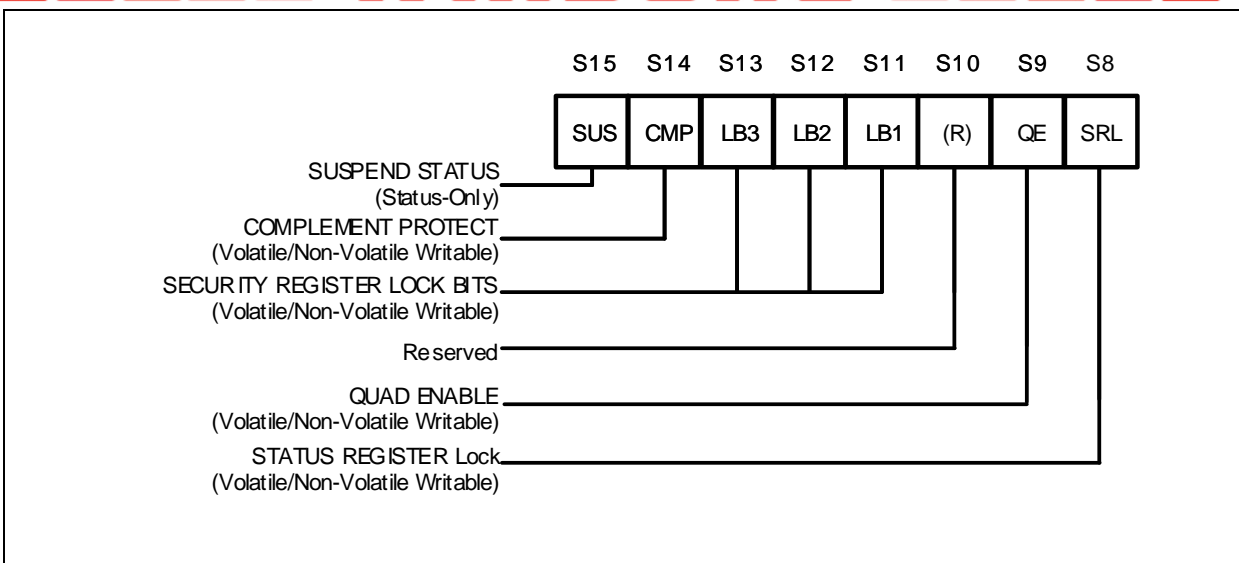 S15 S14 S13 S12 S11 S10 S9 S8
SUS CMP LB3 LB2 LB1 (R) QE SRL
SUSPEND STATUS
(Status-Only)
COMPLEMENT PROTECT
(Volatile/Non-Volatile Writable)
SECURITY REGISTER LOCK BITS
(Volatile/Non-Volatile Writable)
Reserved
QUAD ENABLE
(Volatile/Non-Volatile Writable)
STATUS REGISTER Lock
(Volatile/Non-Volatile Writable)